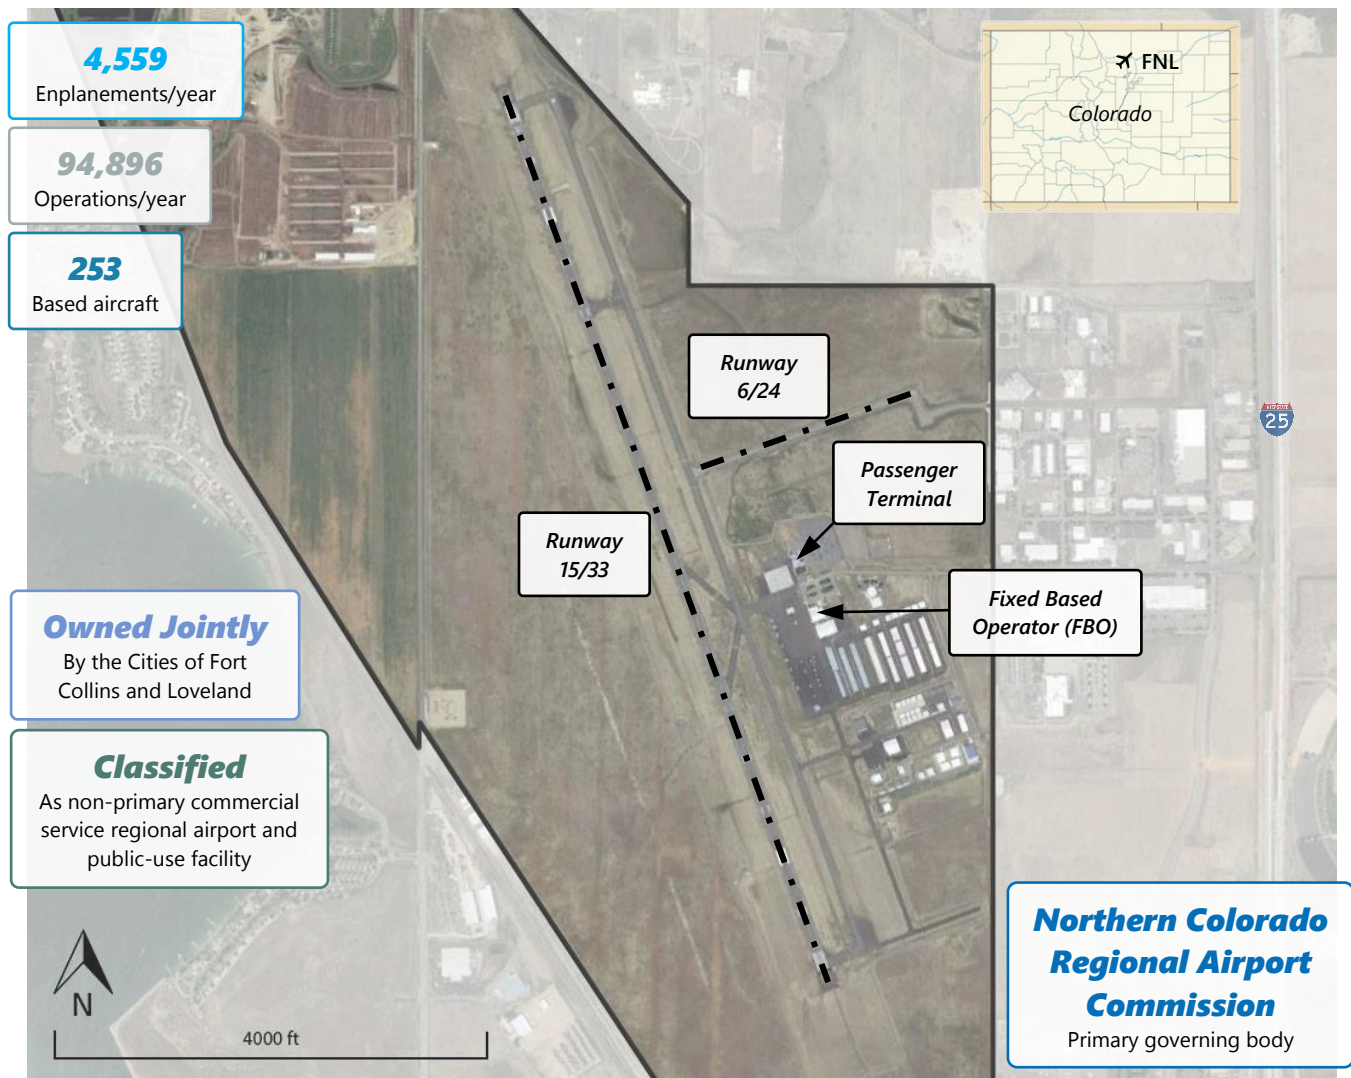 4,559
Enplanements/year
94,896
Operations/year
253
Based aircraft
FNL
Colorado
Runway
6/24
INTERSTATE
25
Passenger
Terminal
Runway
15/33
Fixed Based
Operator (FBO)
Owned Jointly
By the Cities of Fort
Collins and Loveland
Classified
As non-primary commercial
service regional airport and
public-use facility
N
4000 ft
Northern Colorado
Regional Airport
Commission
Primary governing body